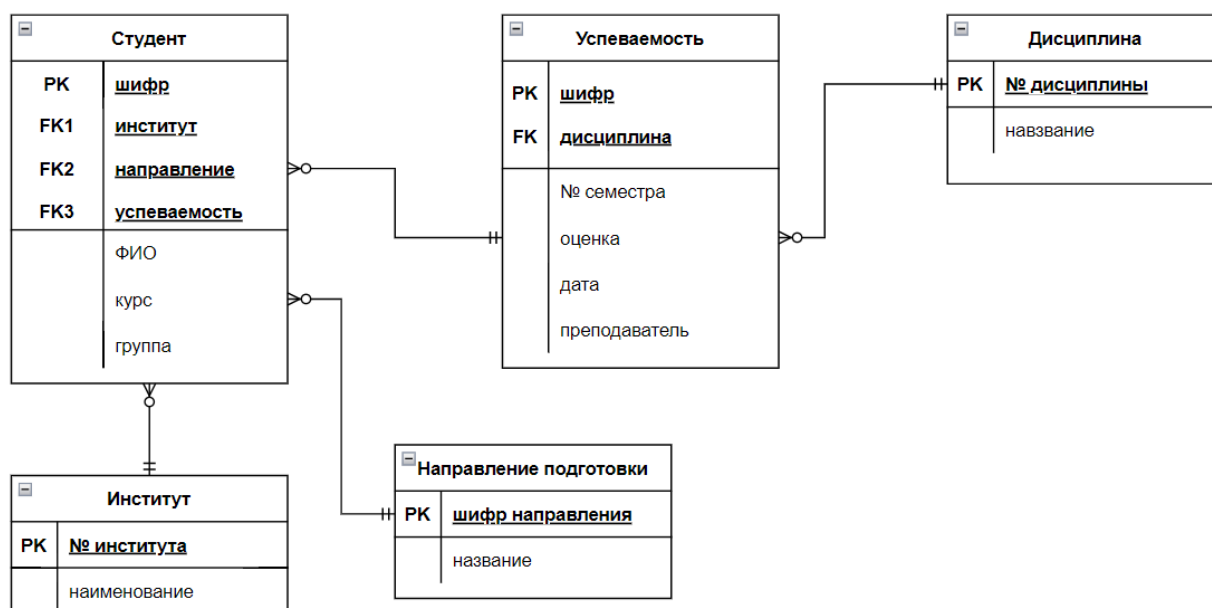 Студент
PK шифр
FK1 институт
FK2 направление
FK3 успеваемость
ФИО
курс
группа
Успеваемость
PK шифр
FK дисциплина
№ семестра
оценка
дата
преподаватель
Дисциплина
PK № дисциплины
навзвание
Институт
PK № института
наименование
Направление подготовки
PK шифр направления
название